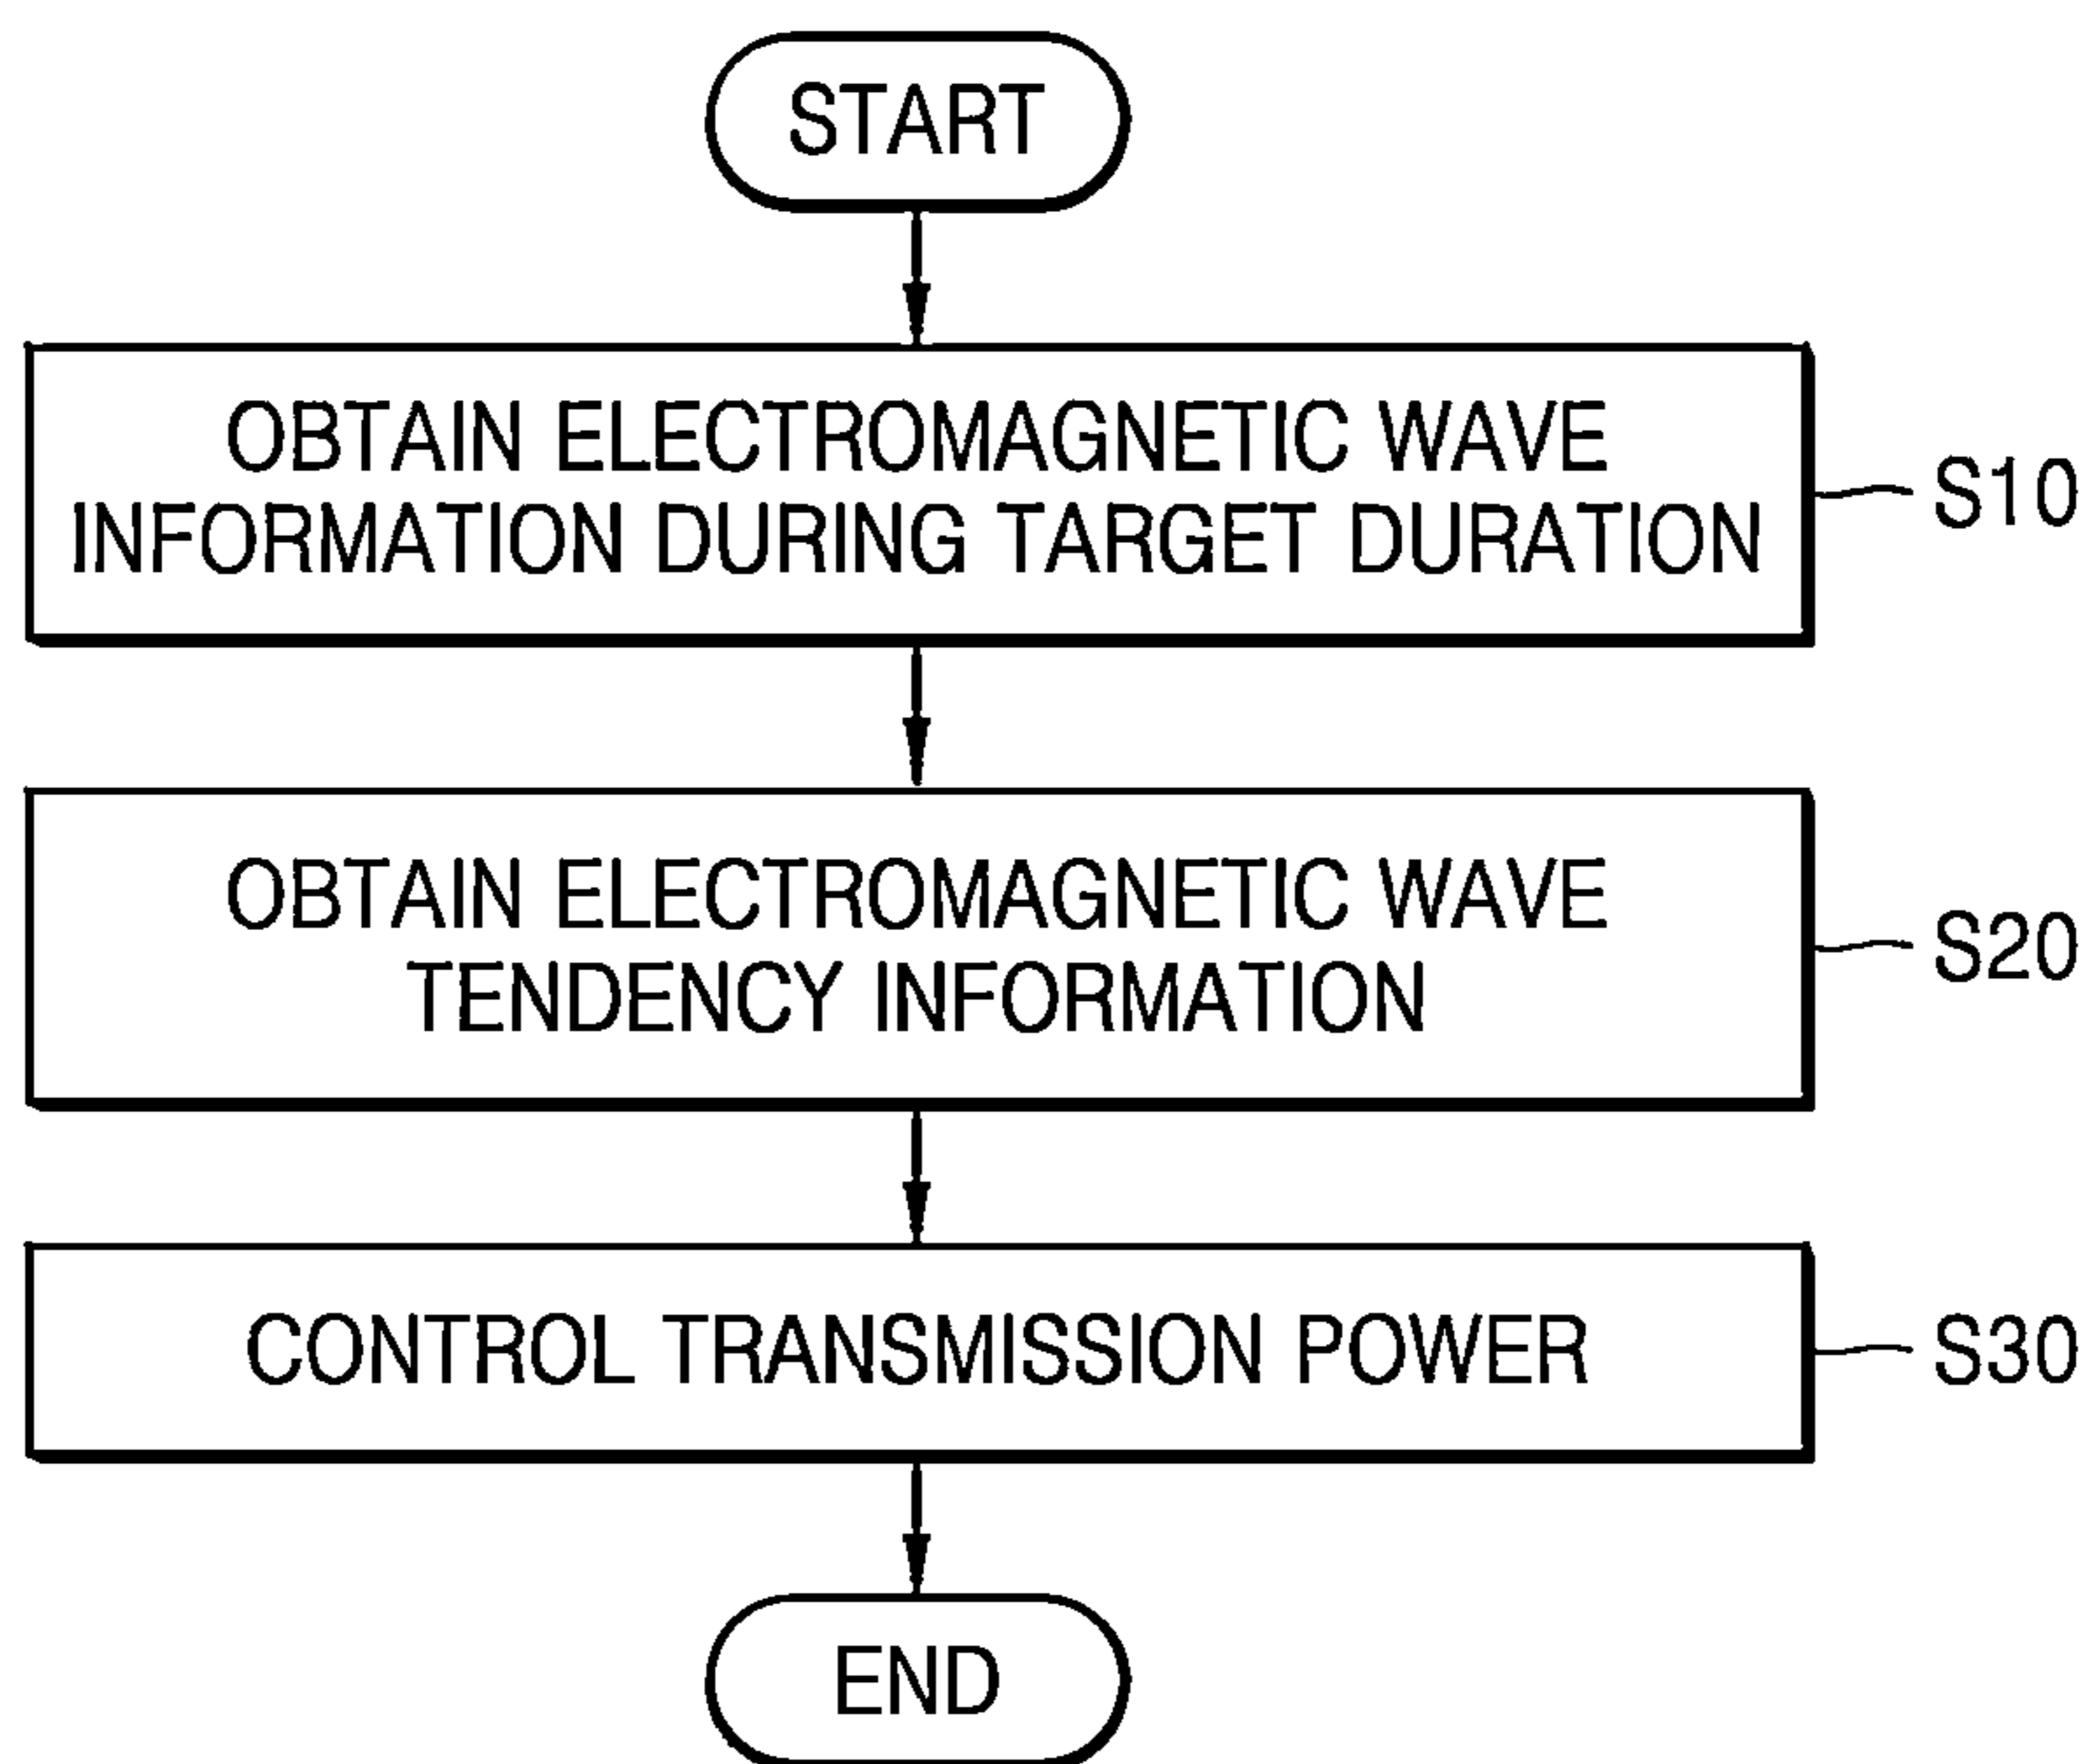 START
OBTAIN ELECTROMAGNETIC WAVE
INFORMATION DURING TARGET DURATION
S10
OBTAIN ELECTROMAGNETIC WAVE
TENDENCY INFORMATION
S20
CONTROL TRANSMISSION POWER
S30
END